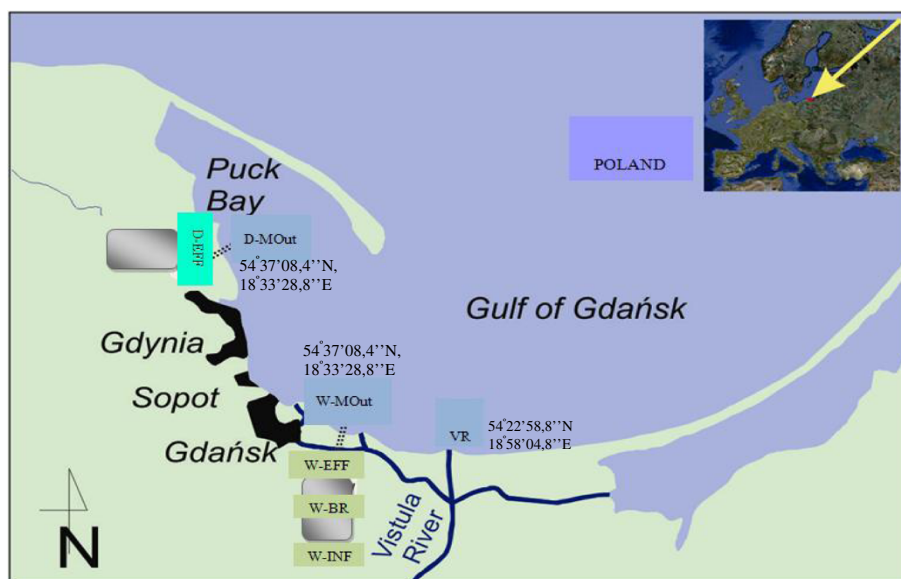 POLAND
Puck
Bay
D-EFF
D-MOut
54°37’08,4’’N,
18°33’28,8’’E
Gulf of Gdańsk
Gdynia
54°37’08,4’’N,
18°33’28,8’’E
Sopot
W-MOut
Gdańsk
VR
54°22’58,8’’N
18°58’04,8’’E
W-EFF
W-BR
W-INF
Vistula
River
N